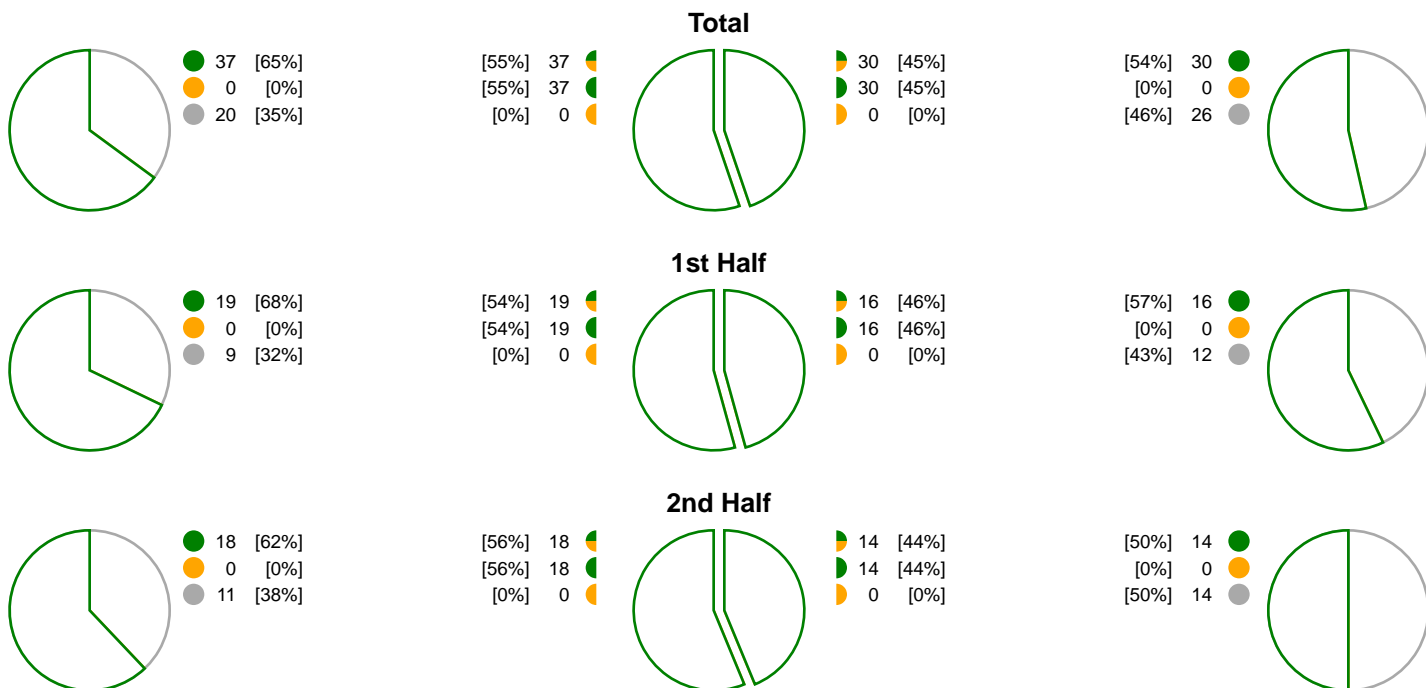 Total
37 [65%] [55%] 37 30 [45%] [54%] 30
0 [0%] [55%] 37 30 [45%] [0%] 0
20 [35%] [0%] 0 0 [0%] [46%] 26
1st Half
19 [68%] [54%] 19 16 [46%] [57%] 16
0 [0%] [54%] 19 16 [46%] [0%] 0
9 [32%] [0%] 0 0 [0%] [43%] 12
2nd Half
18 [62%] [56%] 18 14 [44%] [50%] 14
0 [0%] [56%] 18 14 [44%] [0%] 0
11 [38%] [0%] 0 0 [0%] [50%] 14